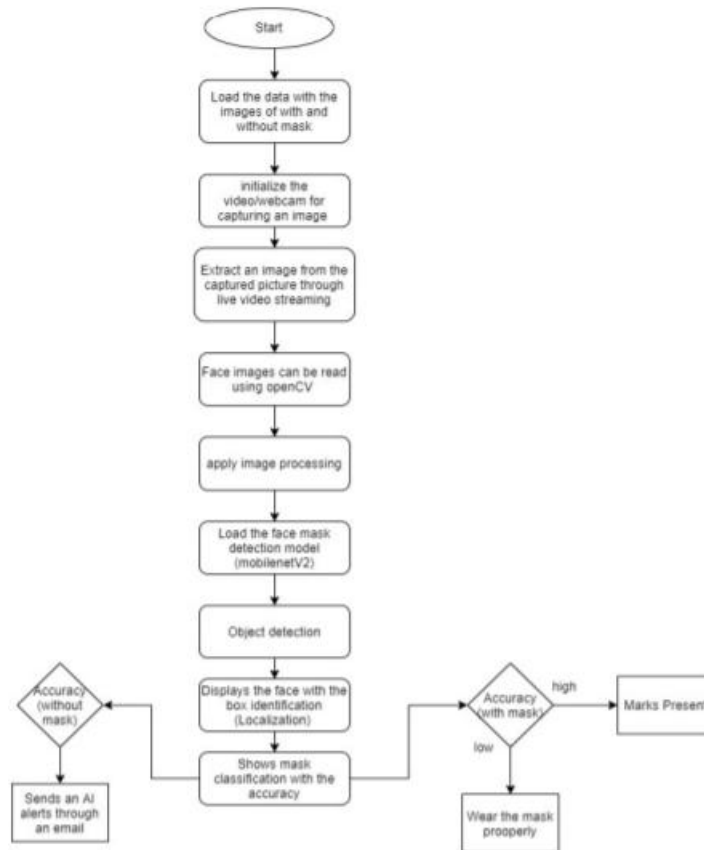 Start
Load the data with the
images of with and
without mask
initialize the
video/webcam for
capturing an image
Extract an image from the
captured picture through
live video streaming
Face images can be read
using openCV
apply image processing
Load the face mask
detection model
(mobilenetV2)
Object detection
Displays the face with the
box identification
(Localization)
Shows mask
classification with the
accuracy
Accuracy
(without
mask)
Sends an AI
alerts through
an email
Accuracy
(with mask)
high
Marks Present
low
Wear the mask
prooperly